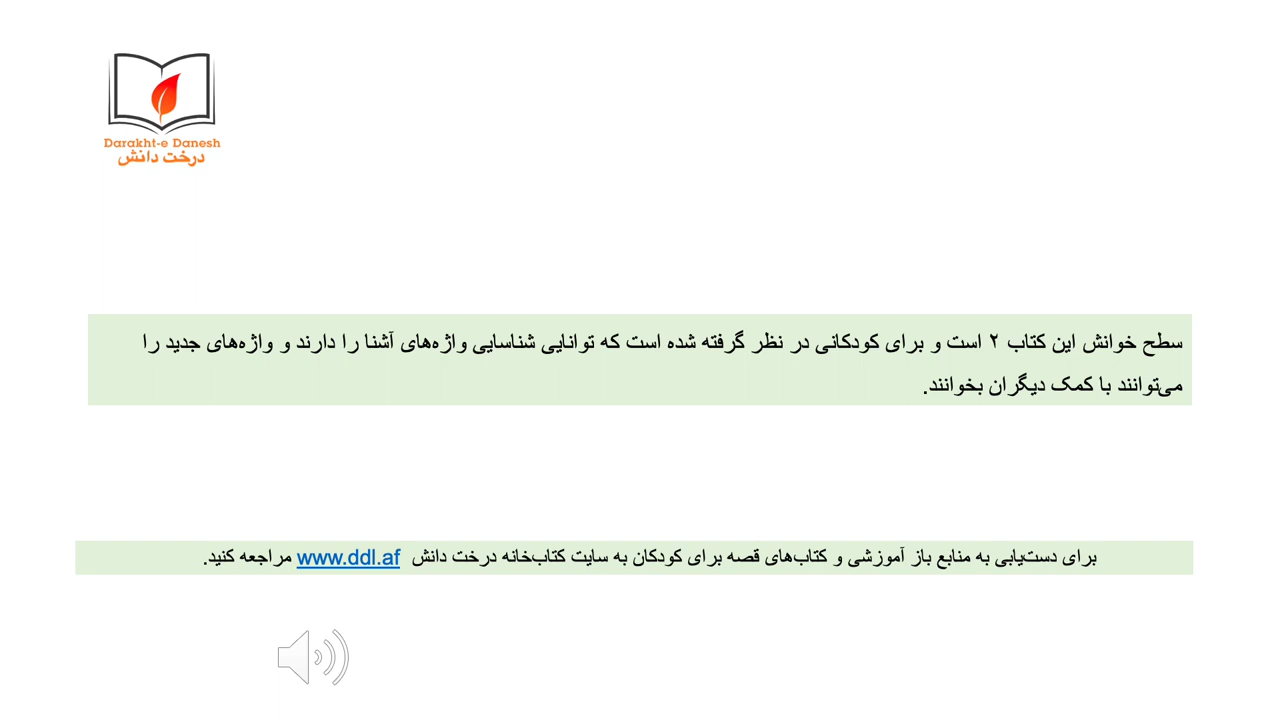 Darakht-e Danesh
درخت دانش
سطح خوانش این کتاب ۲ است و برای کودکانی در نظر گرفته شده است که توانایی شناسایی واژه‌های آشنا را دارند و واژه‌های جدید را
می‌توانند با کمک دیگران بخوانند.
برای دست‌یابی به منابع باز آموزشی و کتاب‌های قصه برای کودکان به سایت کتاب‌خانه درخت دانش www.ddl.af مراجعه کنید.